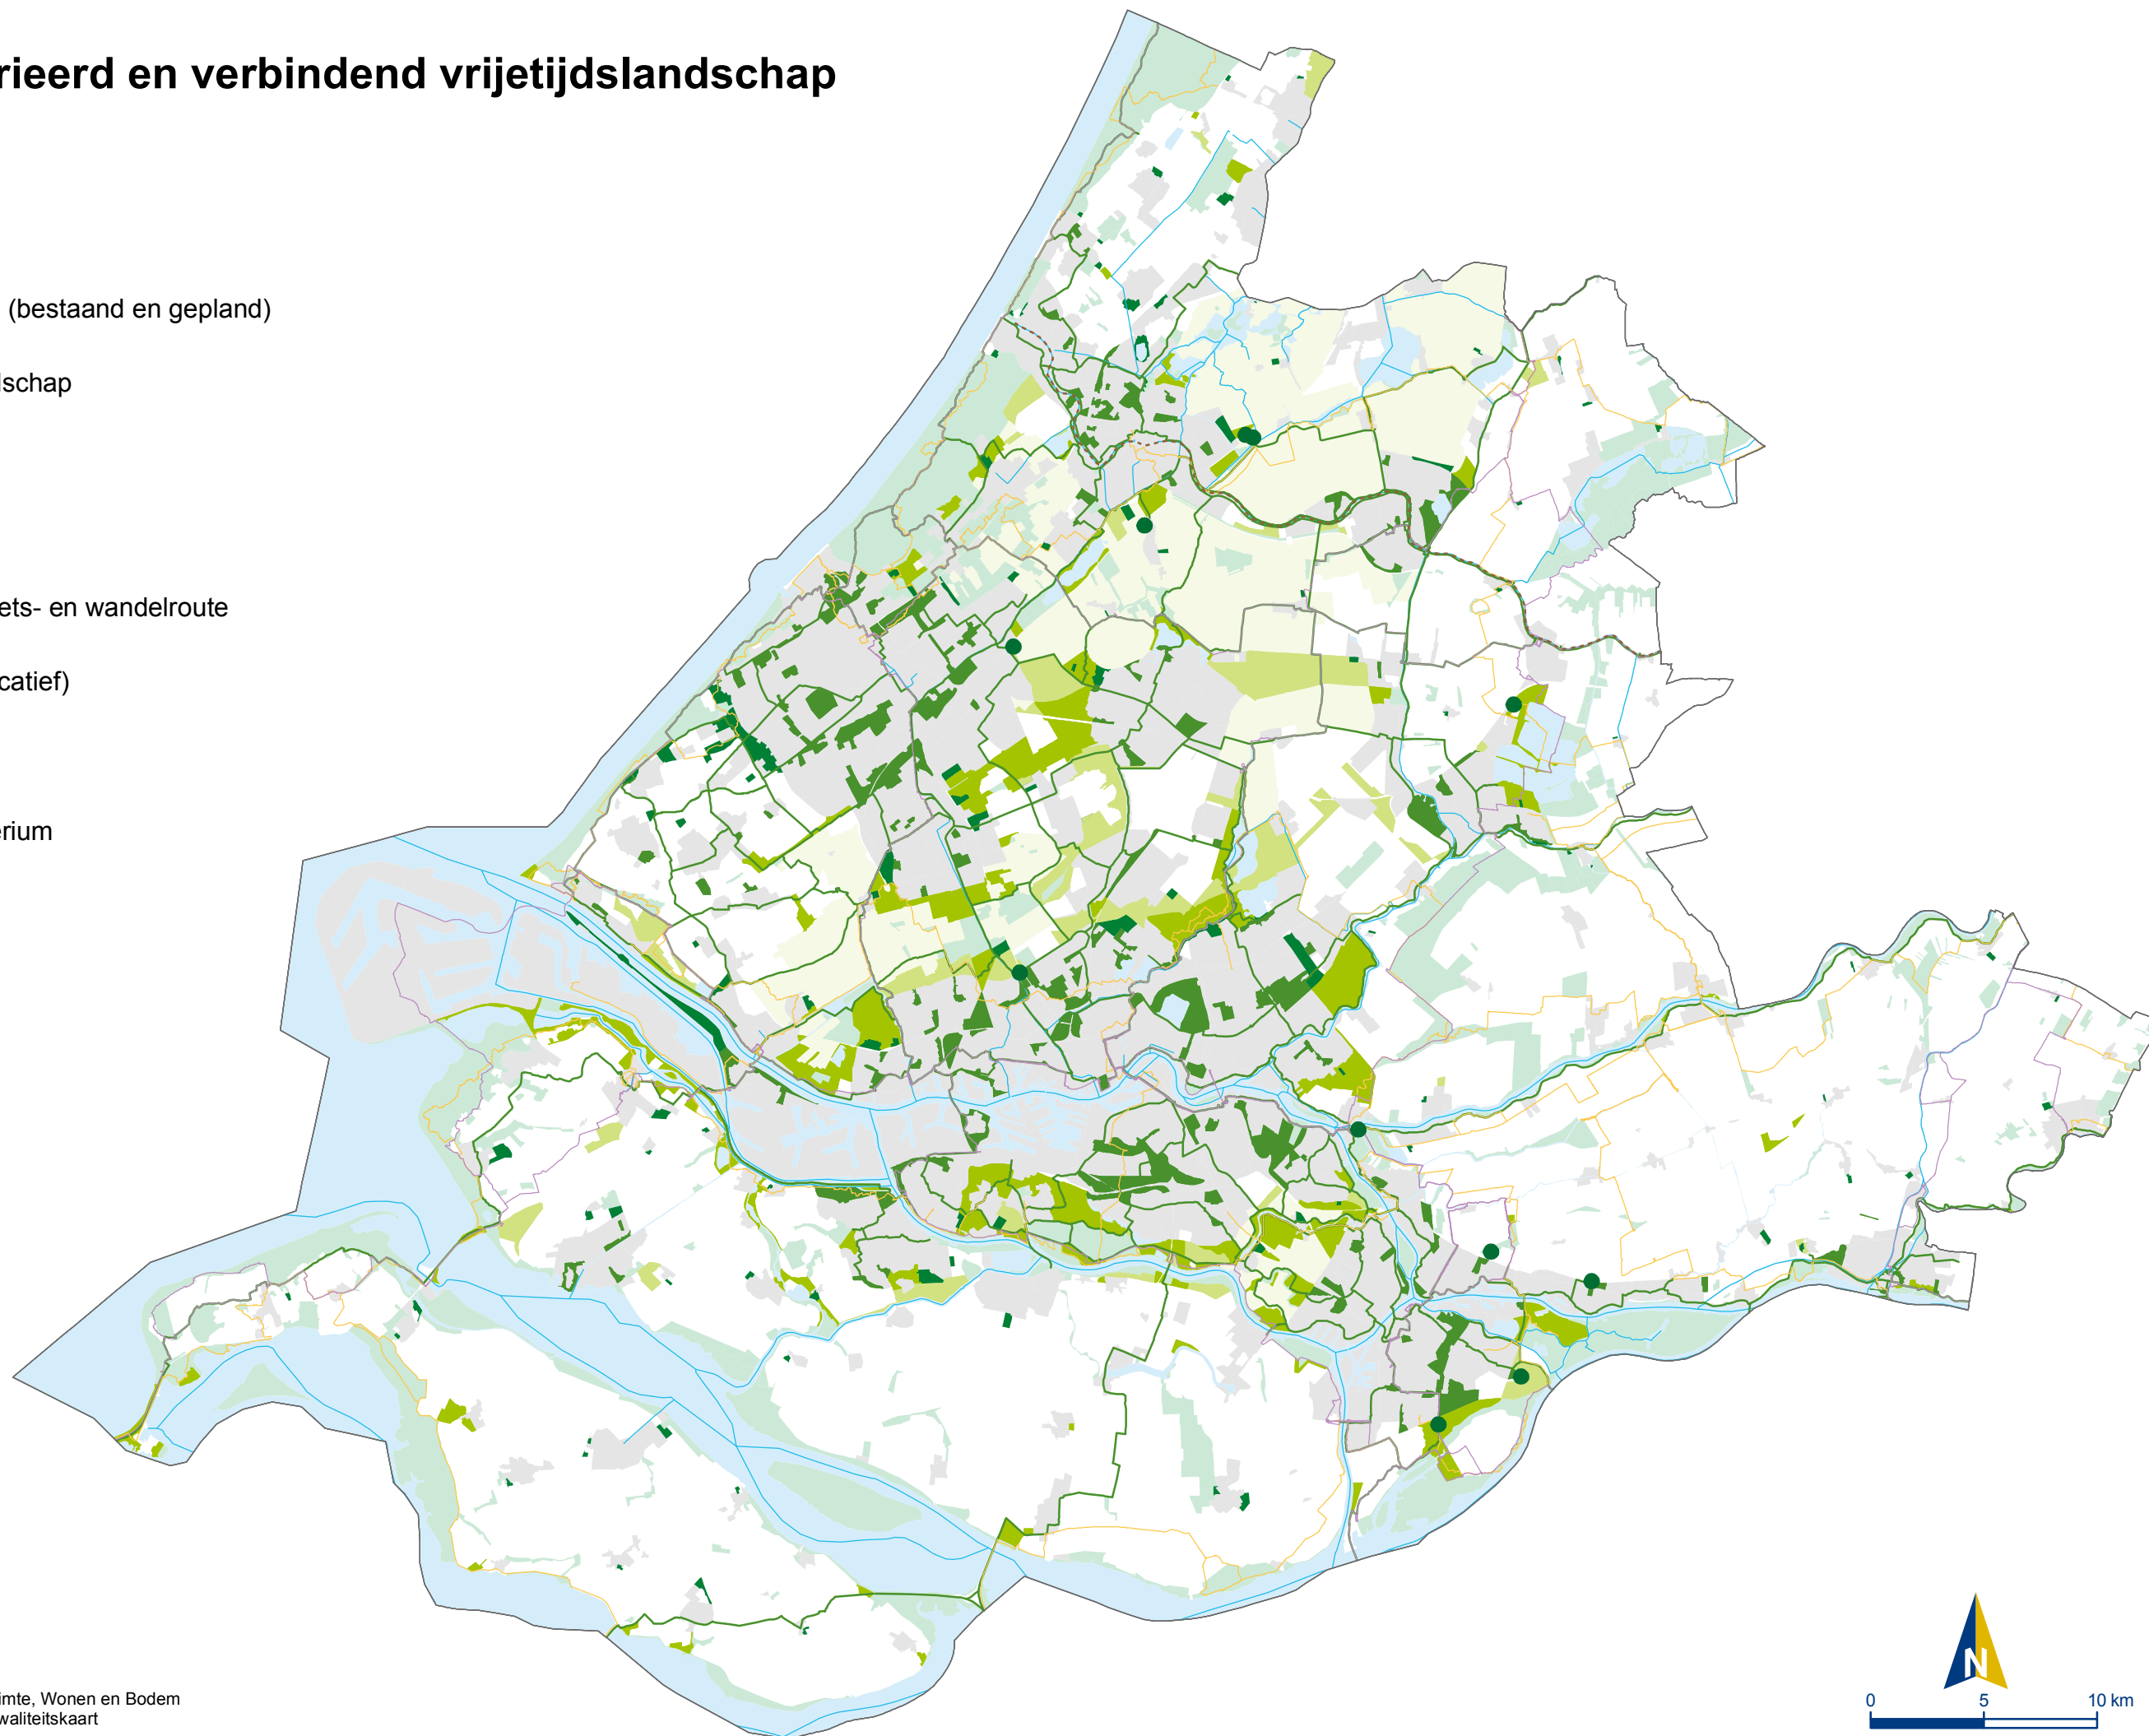 rieerd en verbindend vrijetijdslandschap
(bestaand en gepland)
dschap
ets- en wandelroute
catief)
erium
imte, Wonen en Bodem
waliteitskaart
N
0 5 10 km